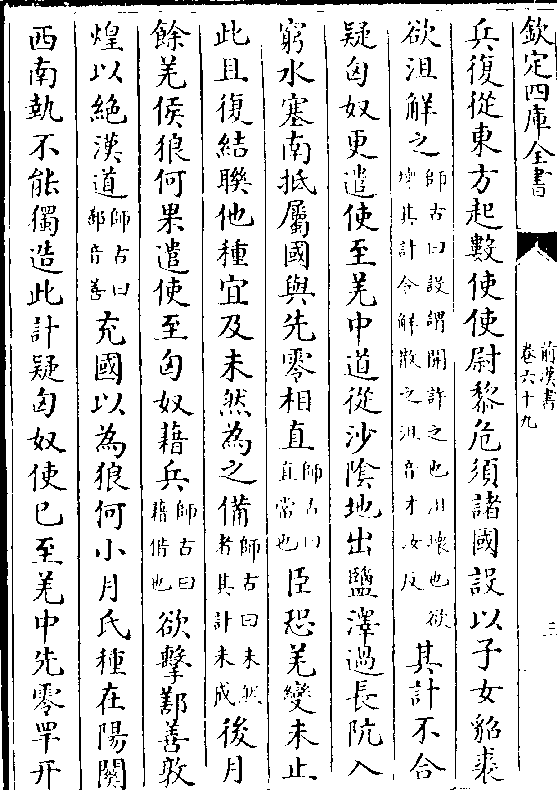 欽定四庫全書
前漢書
卷六十九
三
兵復從東方起數使使尉黎危須諸國設以子女貂裘
欲沮解之師古曰設謂開許之也沮壞也欲壞其計令解散之沮音才汝反其計不合
疑匈奴更遣使至羌中道從沙隂地出鹽澤過長阬入
窮水塞南抵屬國與先零相直師古曰直當也臣恐羌變未止
此且復結聨他種宜及未然為之備師古曰未然者其計未成後月
餘羌侯狼何果遣使至匈奴藉兵師古曰藉借也欲擊鄯善敦
煌以絶漢道師古曰鄯音善充國以為狼何小月氏種在陽關
西南執不能獨造此計疑匈奴使已至羌中先零䍐幵